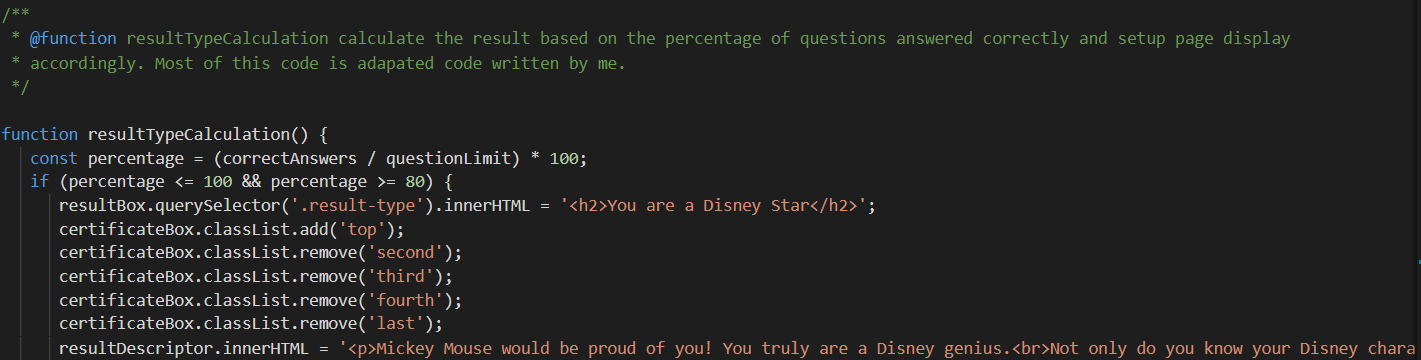 /**
 * @function resultTypeCalculation calculate the result based on the percentage of questions answered correctly and setup page display
 * accordingly. Most of this code is adapated code written by me.
 */
function resultTypeCalculation() {
    const percentage = (correctAnswers / questionLimit) * 100;
    if (percentage <= 100 && percentage >= 80) {
        resultBox.querySelector('.result-type').innerHTML = '<h2>You are a Disney Star</h2>';
        certificateBox.classList.add('top');
        certificateBox.classList.remove('second');
        certificateBox.classList.remove('third');
        certificateBox.classList.remove('fourth');
        certificateBox.classList.remove('last');
        resultDescriptor.innerHTML = '<p>Mickey Mouse would be proud of you! You truly are a Disney genius.<br>Not only do you know your Disney chara